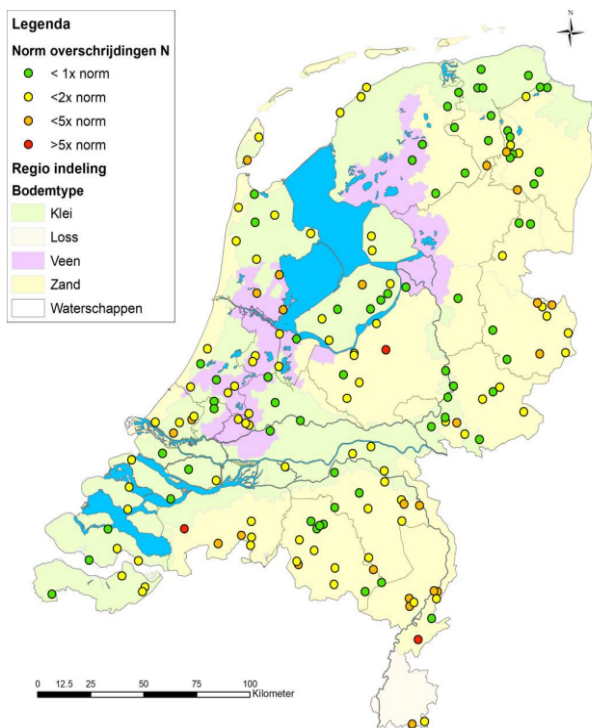 Legenda
N
Norm overschrijdingen N
< 1x norm
<2x norm
<5x norm
>5x norm
Regio indeling
Bodemtype
Klei
Loss
Veen
Zand
Waterschappen
0 12.5 25 50 75 100
Kilometer